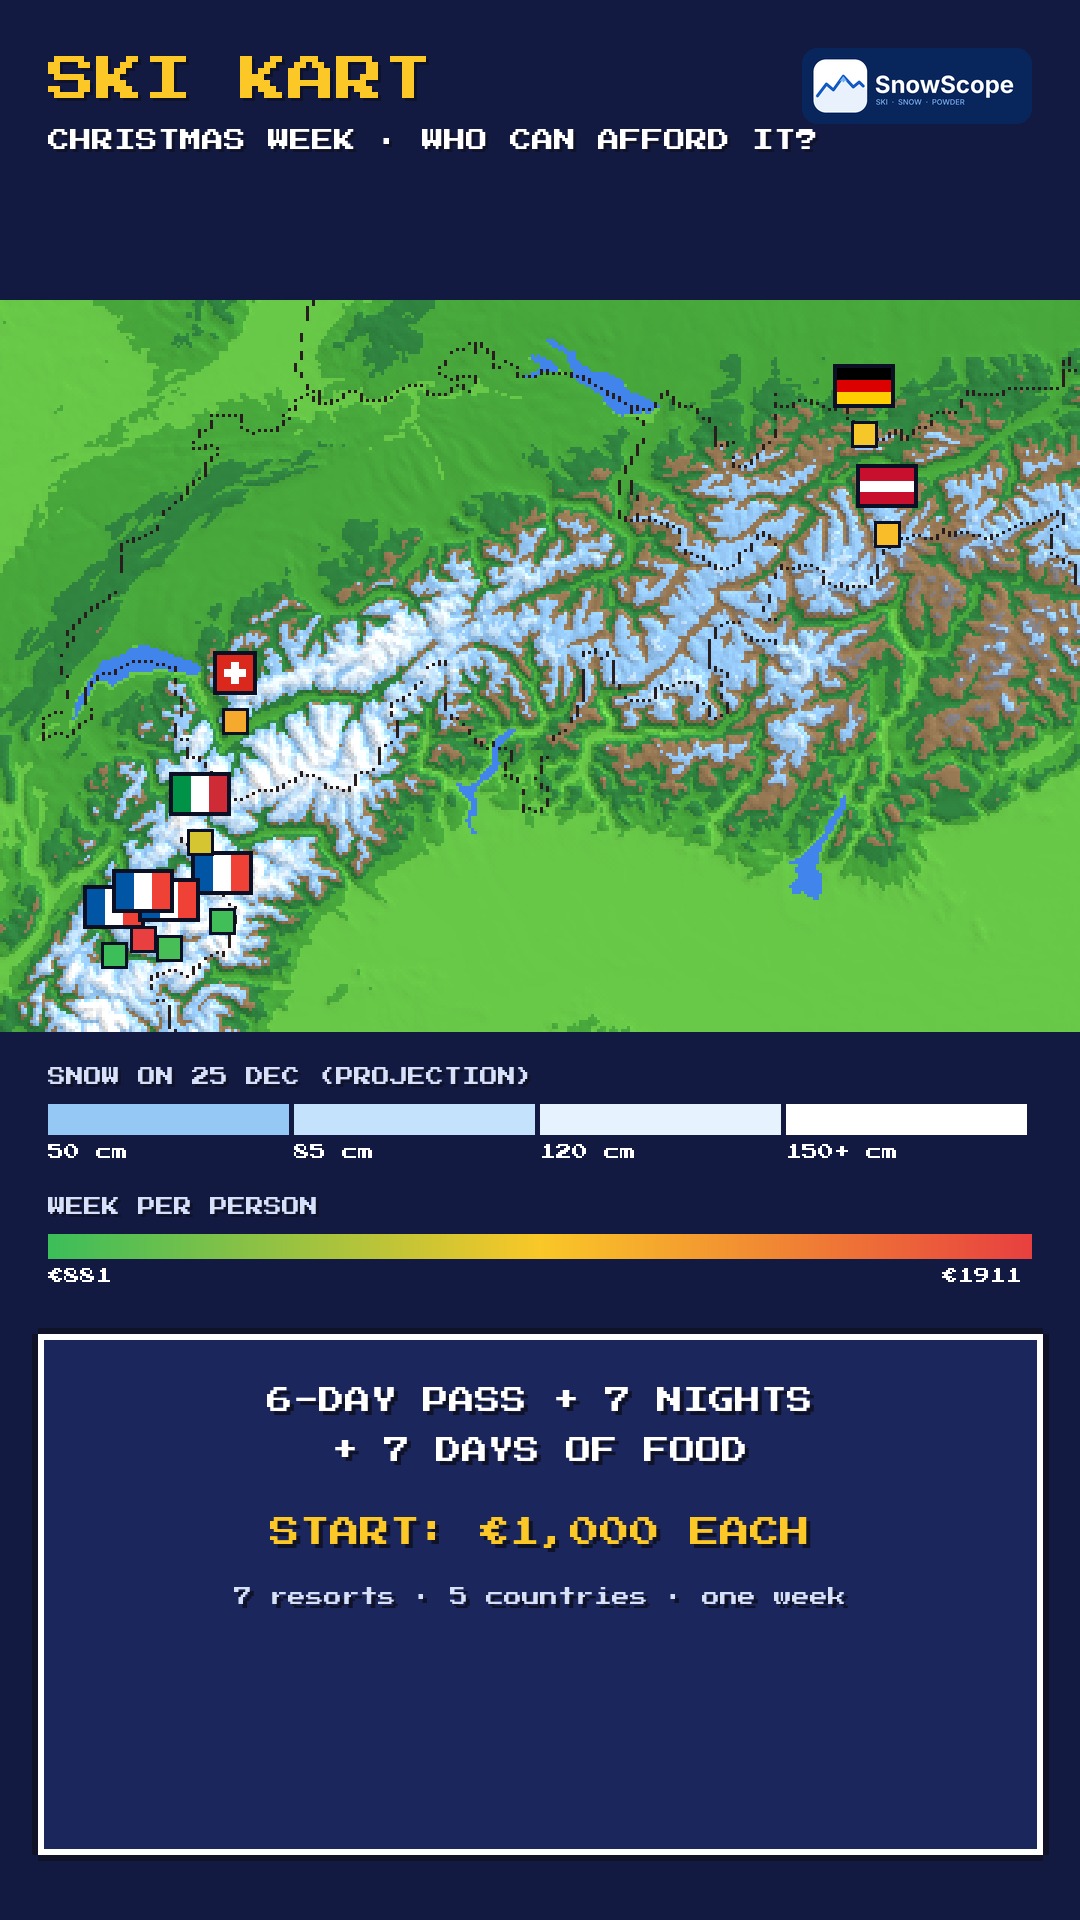 SKI KART
SnowScope
SKI · SNOW · POWDER
CHRISTMAS WEEK · WHO CAN AFFORD IT?
SNOW ON 25 DEC (PROJECTION)
50 cm
85 cm
120 cm
150+ cm
WEEK PER PERSON
€881
€1911
6-DAY PASS + 7 NIGHTS
+ 7 DAYS OF FOOD
START: €1,000 EACH
7 resorts · 5 countries · one week